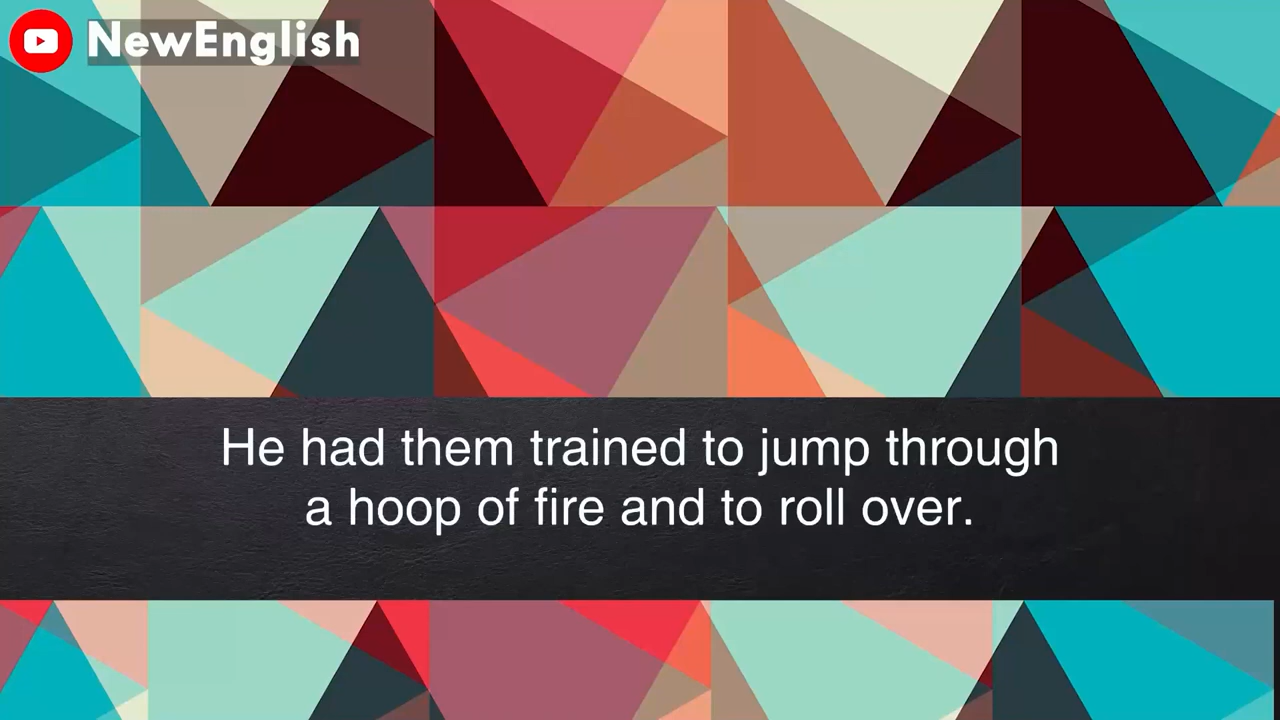 NewEnglish
He had them trained to jump through
a hoop of fire and to roll over.